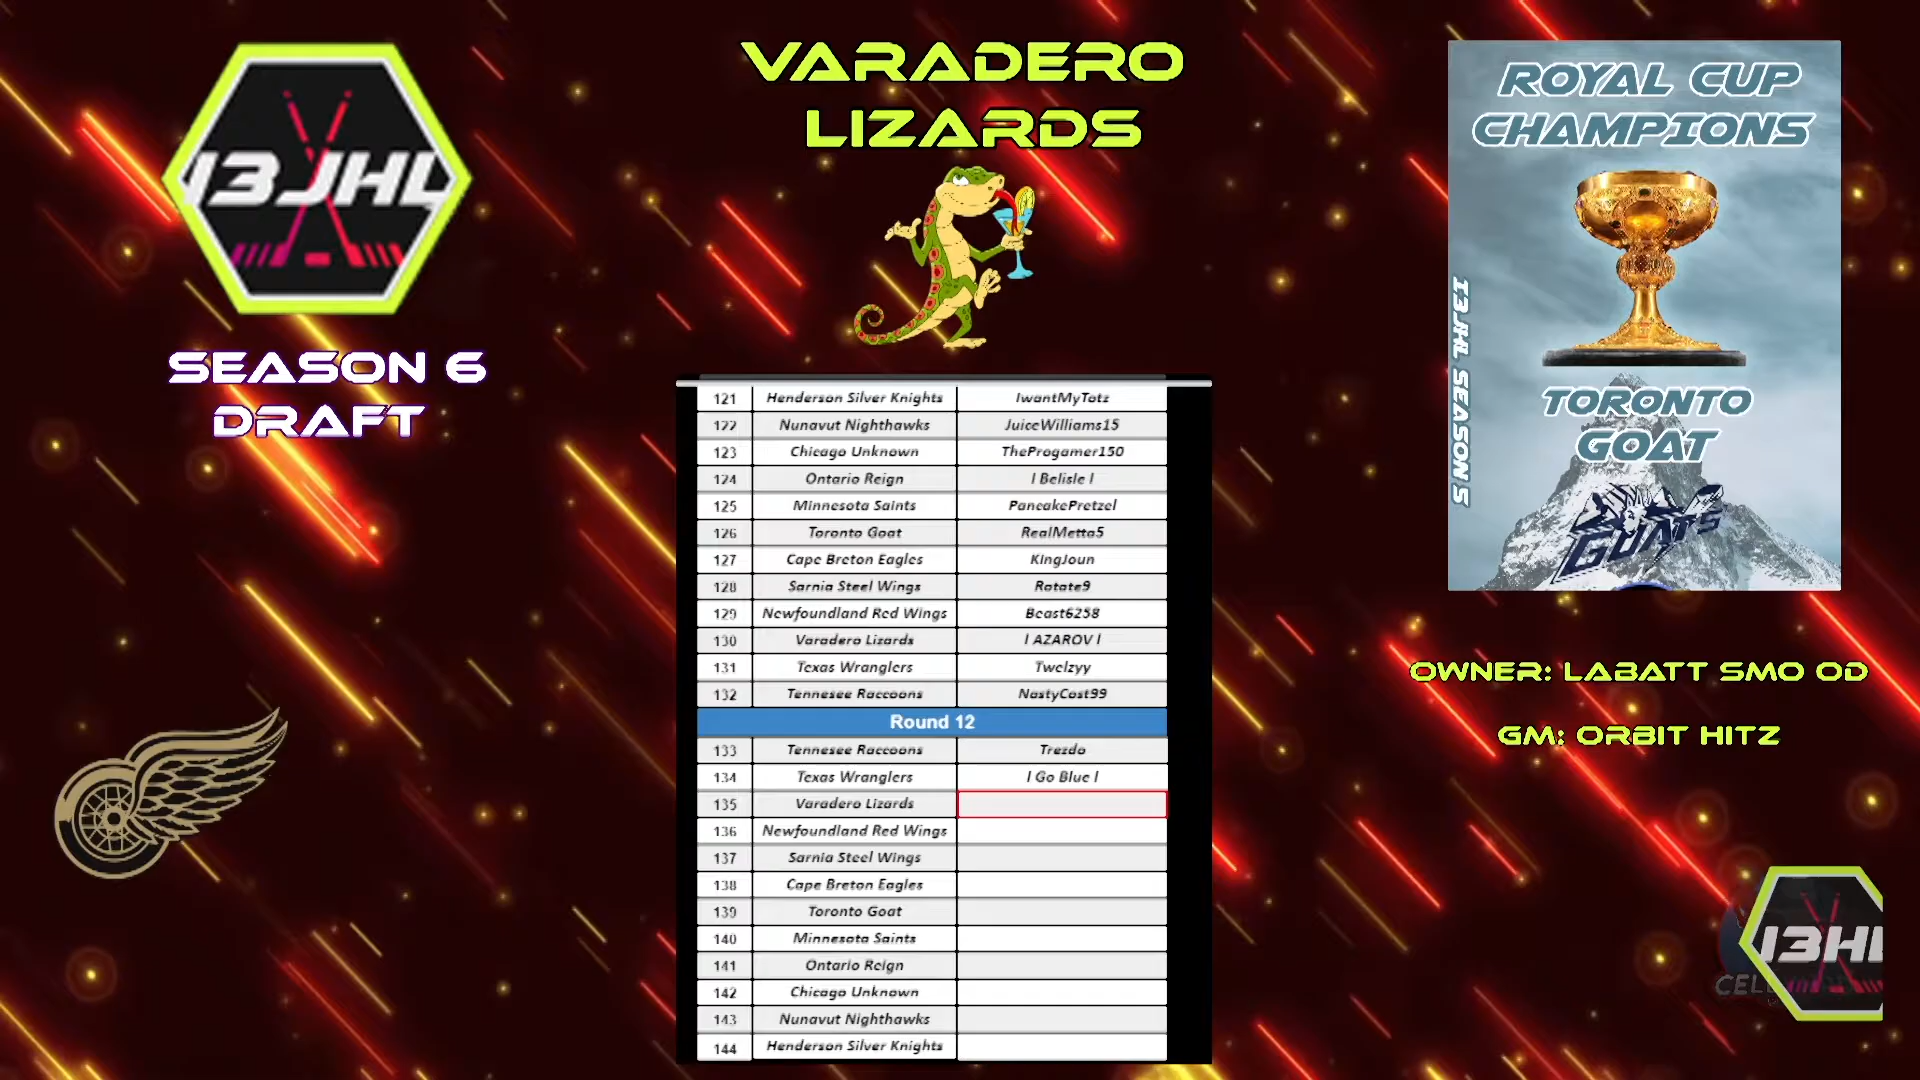 I3JHL
SEASON 6
DRAFT
VARADERO
LIZARDS
121 Henderson Silver Knights IwantMyTotz
122 Nunavut Nighthawks JuiceWilliams15
123 Chicago Unknown TheProgamer150
124 Ontario Reign I Belisle I
125 Minnesota Saints PancakePretzel
126 Toronto Goat RealMetta5
127 Cape Breton Eagles KIngJoun
128 Sarnia Steel Wings Rotate9
129 Newfoundland Red Wings Beast6258
130 Varadero Lizards I AZAROV I
131 Texas Wranglers Twelzyy
132 Tennesee Raccoons NastyCost99
Round 12
133 Tennesee Raccoons Trezdo
134 Texas Wranglers I Go Blue I
135 Varadero Lizards
136 Newfoundland Red Wings
137 Sarnia Steel Wings
138 Cape Breton Eagles
139 Toronto Goat
140 Minnesota Saints
141 Ontario Reign
142 Chicago Unknown
143 Nunavut Nighthawks
144 Henderson Silver Knights
ROYAL CUP
CHAMPIONS
I3JHL SEASON 5
TORONTO
GOAT
GOATS
OWNER: LABATT SMO OD
GM: ORBIT HITZ
I3HL